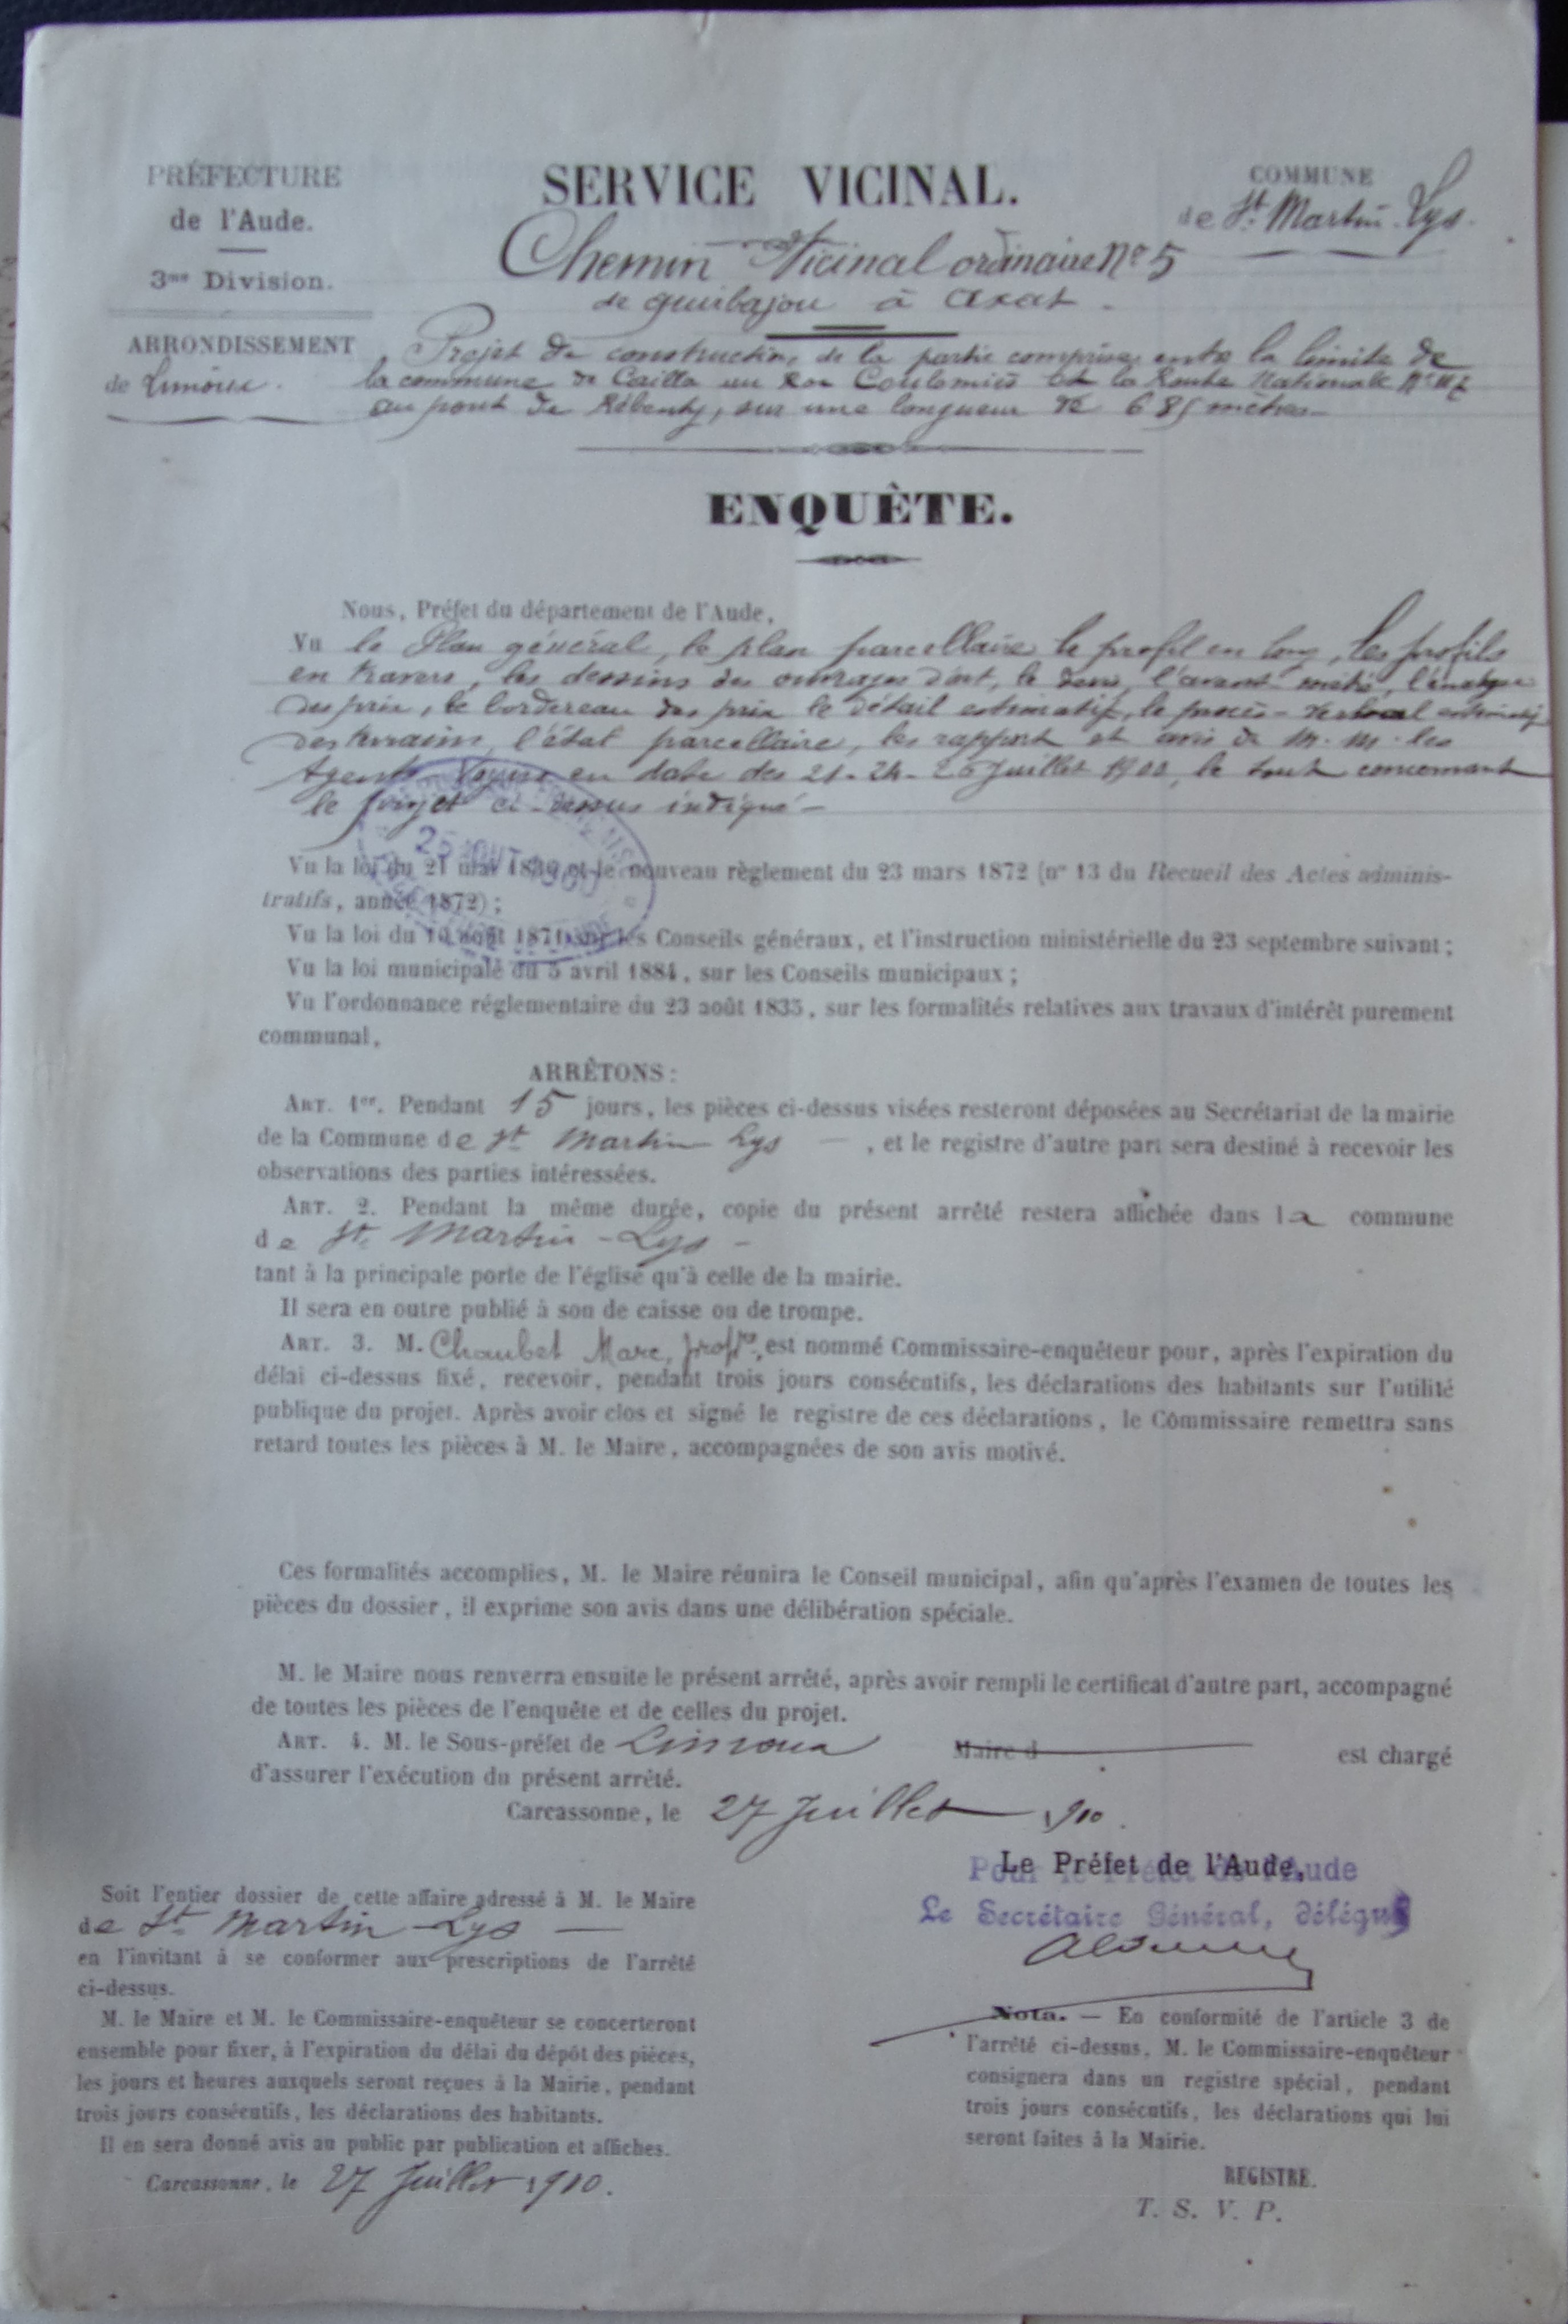 PRÉFECTURE
de l'Aude.
3me Division.
ARRONDISSEMENT
de Limoux.
SERVICE VICINAL.
Chemin Vicinal ordinaire No 5
de quirbajou à Axat.
COMMUNE
de St. Martin-Lys.
Projet de construction, de la partie comprise entre la limite de
la commune de Cailla au Roc Coulomiès et la Route Nationale No 117
au pont de Rébenty, sur une longueur de 685 mètres
ENQUÈTE.
Nous, Préfet du département de l'Aude,
Vu le Plan général, le plan parcellaire le profil en long, les profils
en travers, les dessins des ouvrages d'art, le devis, l'avant-métré, l'analyse
des prix, le bordereau des prix le détail estimatif, le procès-verbal estimatif
des terrains, l'état parcellaire, les rapport et avis de M. M. les
Agents Voyers en date des 21-24-26 Juillet, le tout concernant
le projet ci-dessus indiqué -
Vu la loi du 21 mai et le nouveau règlement du 23 mars 1872 (no 13 du Recueil des Actes adminis-
tratifs, année 1872);
Vu la loi du 10 août 1871 sur les Conseils généraux, et l'instruction ministérielle du 23 septembre suivant;
Vu la loi municipale du 5 avril 1884, sur les Conseils municipaux;
Vu l'ordonnance réglementaire du 23 août 1835, sur les formalités relatives aux travaux d'intérêt purement
communal,
ARRÊTONS:
ART. 1er. Pendant 15 jours, les pièces ci-dessus visées resteront déposées au Secrétariat de la mairie
de la Commune de St Martin-Lys —, et le registre d'autre part sera destiné à recevoir les
observations des parties intéressées.
ART. 2. Pendant la même durée, copie du présent arrêté restera affichée dans la commune
de St Martin-Lys -
tant à la principale porte de l'église qu'à celle de la mairie.
Il sera en outre publié à son de caisse ou de trompe.
ART. 3. M. Chaubet Marc, propre, est nommé Commissaire-enquêteur pour, après l'expiration du
délai ci-dessus fixé, recevoir, pendant trois jours consécutifs, les déclarations des habitants sur l'utilité
publique du projet. Après avoir clos et signé le registre de ces déclarations, le Commissaire remettra sans
retard toutes les pièces à M. le Maire, accompagnées de son avis motivé.
Ces formalités accomplies, M. le Maire réunira le Conseil municipal, afin qu'après l'examen de toutes les
pièces du dossier, il exprime son avis dans une délibération spéciale.
M. le Maire nous renverra ensuite le présent arrêté, après avoir rempli le certificat d'autre part, accompagné
de toutes les pièces de l'enquête et de celles du projet.
ART. 4. M. le Sous-préfet de Limoux Maire d est chargé
d'assurer l'exécution du présent arrêté.
Carcassonne, le 27 Juillet 1910.
Le Préfet de l'Aude,
Pour le Préfet de l'Aude
Le Secrétaire Général, délégué
Soit l'entier dossier de cette affaire adressé à M. le Maire
de St Martin-Lys —
en l'invitant à se conformer aux prescriptions de l'arrêté
ci-dessus.
M. le Maire et M. le Commissaire-enquêteur se concerteront
ensemble pour fixer, à l'expiration du délai du dépôt des pièces,
les jours et heures auxquels seront reçues à la Mairie, pendant
trois jours consécutifs, les déclarations des habitants.
Il en sera donné avis au public par publication et affiches.
Carcassonne, le 27 Juillet 1910.
Nota. — En conformité de l'article 3 de
l'arrêté ci-dessus, M. le Commissaire-enquêteur
consignera dans un registre spécial, pendant
trois jours consécutifs, les déclarations qui lui
seront faites à la Mairie.
REGISTRE.
T. S. V. P.